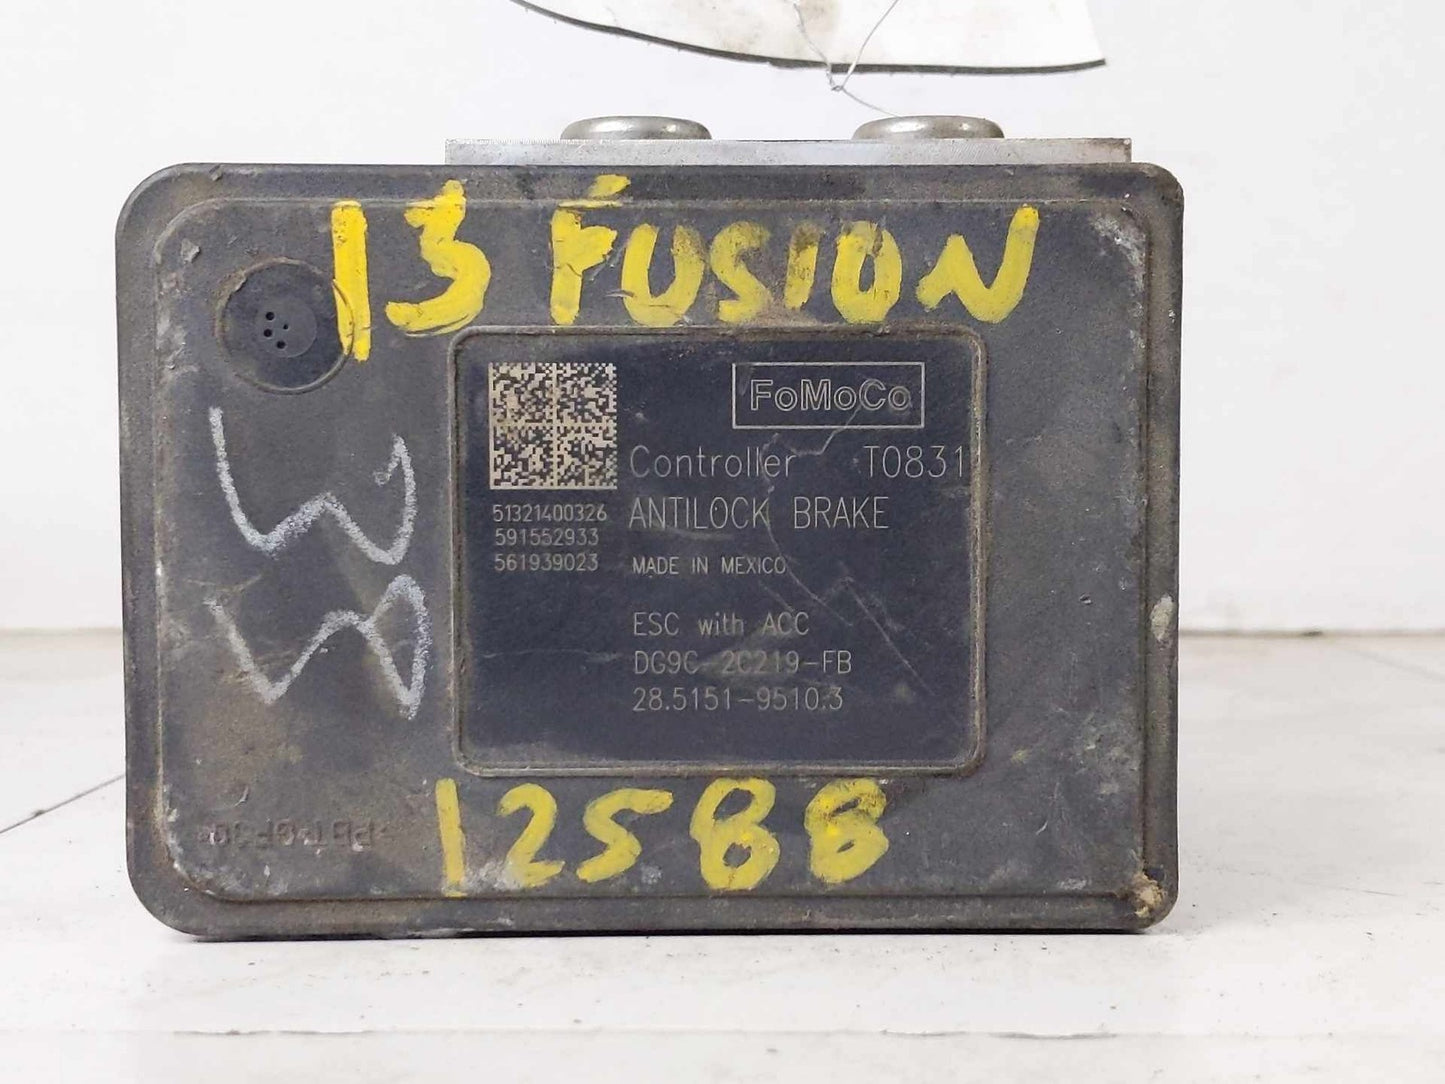 13 FUSION
FoMoCo
Controller T0831
ANTILOCK BRAKE
51321400326
591552933
561939023
MADE IN MEXICO
ESC with ACC
DG9C-2C219-FB
28.5151-9510.3
12588